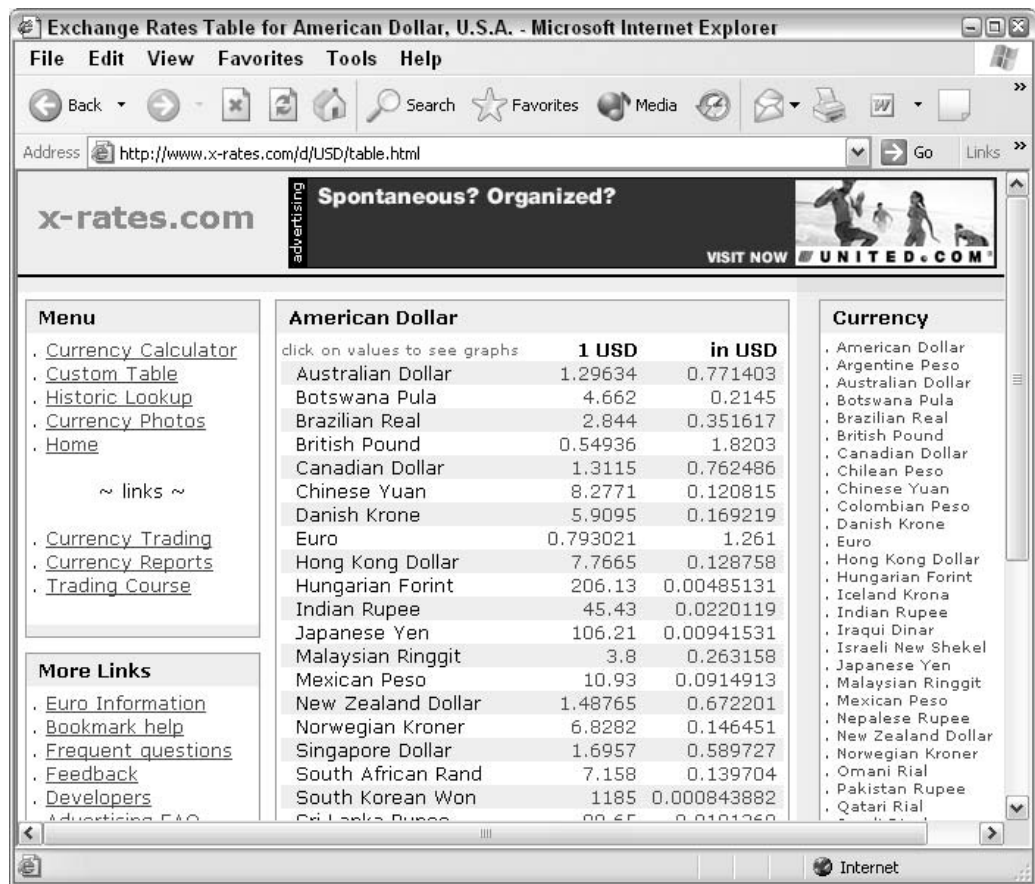 Exchange Rates Table for American Dollar, U.S.A. - Microsoft Internet Explorer
File Edit View Favorites Tools Help
Back Search Favorites Media
Address http://www.x-rates.com/d/USD/table.html Go Links
x-rates.com
advertising
Spontaneous? Organized?
VISIT NOW UNITED.COM
Menu
. Currency Calculator
. Custom Table
. Historic Lookup
. Currency Photos
. Home
~ links ~
. Currency Trading
. Currency Reports
. Trading Course
More Links
. Euro Information
. Bookmark help
. Frequent questions
. Feedback
. Developers
. Advertising FAQ
American Dollar
click on values to see graphs 1 USD in USD
Australian Dollar 1.29634 0.771403
Botswana Pula 4.662 0.2145
Brazilian Real 2.844 0.351617
British Pound 0.54936 1.8203
Canadian Dollar 1.3115 0.762486
Chinese Yuan 8.2771 0.120815
Danish Krone 5.9095 0.169219
Euro 0.793021 1.261
Hong Kong Dollar 7.7665 0.128758
Hungarian Forint 206.13 0.00485131
Indian Rupee 45.43 0.0220119
Japanese Yen 106.21 0.00941531
Malaysian Ringgit 3.8 0.263158
Mexican Peso 10.93 0.0914913
New Zealand Dollar 1.48765 0.672201
Norwegian Kroner 6.8282 0.146451
Singapore Dollar 1.6957 0.589727
South African Rand 7.158 0.139704
South Korean Won 1185 0.000843882
Sri Lanka Rupee
Currency
. American Dollar
. Argentine Peso
. Australian Dollar
. Botswana Pula
. Brazilian Real
. British Pound
. Canadian Dollar
. Chilean Peso
. Chinese Yuan
. Colombian Peso
. Danish Krone
. Euro
. Hong Kong Dollar
. Hungarian Forint
. Iceland Krona
. Indian Rupee
. Iraqui Dinar
. Israeli New Shekel
. Japanese Yen
. Malaysian Ringgit
. Mexican Peso
. Nepalese Rupee
. New Zealand Dollar
. Norwegian Kroner
. Omani Rial
. Pakistan Rupee
. Qatari Rial
Internet